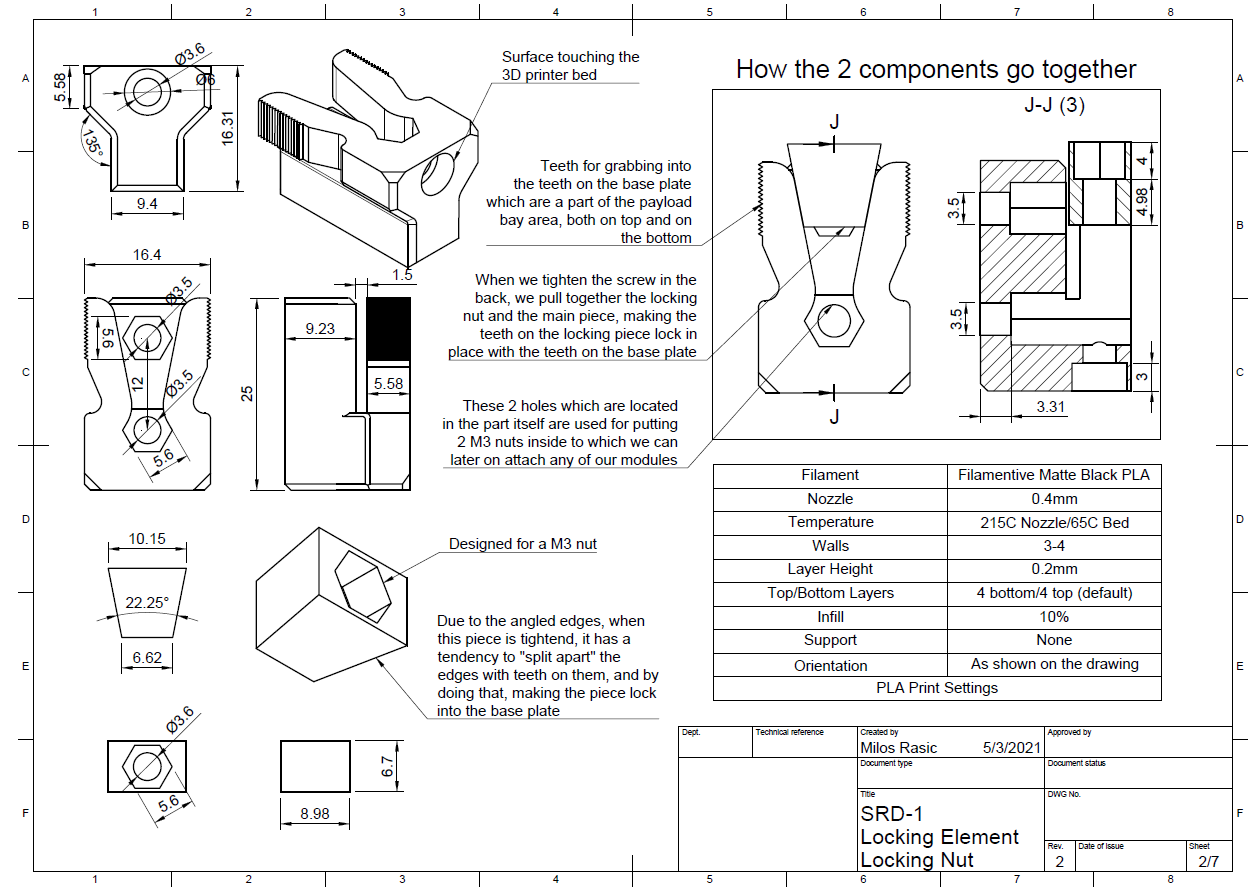 1 2 3 4 5 6 7 8
A
B
C
D
E
F
5.58
Ø3.6
Ø6
16.31
135°
9.4
Surface touching the
3D printer bed
Teeth for grabbing into
the teeth on the base plate
which are a part of the payload
bay area, both on top and on
the bottom
16.4
Ø3.5
5.6
12
Ø3.5
5.6
25
9.23
1.5
5.58
When we tighten the screw in the
back, we pull together the locking
nut and the main piece, making the
teeth on the locking piece lock in
place with the teeth on the base plate
These 2 holes which are located
in the part itself are used for putting
2 M3 nuts inside to which we can
later on attach any of our modules
How the 2 components go together
J-J (3)
J
J
3.5
3.5
4
4.98
3
3.31
10.15
22.25°
6.62
Designed for a M3 nut
Due to the angled edges, when
this piece is tightend, it has a
tendency to "split apart" the
edges with teeth on them, and by
doing that, making the piece lock
into the base plate
Ø3.6
5.6
6.7
8.98
Filament Filamentive Matte Black PLA
Nozzle 0.4mm
Temperature 215C Nozzle/65C Bed
Walls 3-4
Layer Height 0.2mm
Top/Bottom Layers 4 bottom/4 top (default)
Infill 10%
Support None
Orientation As shown on the drawing
PLA Print Settings
Dept. Technical reference Created by Approved by
Milos Rasic 5/3/2021
Document type Document status
Title DWG No.
SRD-1
Locking Element
Locking Nut
Rev. Date of issue Sheet
2 2/7
A
B
C
D
E
F
1 2 3 4 5 6 7 8